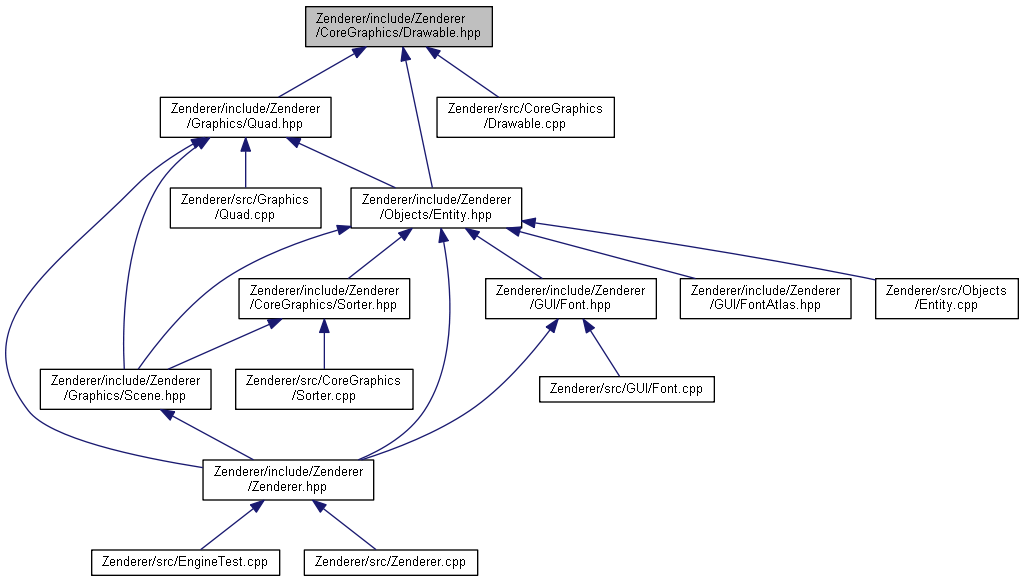 Zenderer/include/Zenderer
/CoreGraphics/Drawable.hpp
Zenderer/include/Zenderer
/Graphics/Quad.hpp
Zenderer/src/CoreGraphics
/Drawable.cpp
Zenderer/src/Graphics
/Quad.cpp
Zenderer/include/Zenderer
/Objects/Entity.hpp
Zenderer/include/Zenderer
/CoreGraphics/Sorter.hpp
Zenderer/include/Zenderer
/GUI/Font.hpp
Zenderer/include/Zenderer
/GUI/FontAtlas.hpp
Zenderer/src/Objects
/Entity.cpp
Zenderer/include/Zenderer
/Graphics/Scene.hpp
Zenderer/src/CoreGraphics
/Sorter.cpp
Zenderer/src/GUI/Font.cpp
Zenderer/include/Zenderer
/Zenderer.hpp
Zenderer/src/EngineTest.cpp
Zenderer/src/Zenderer.cpp